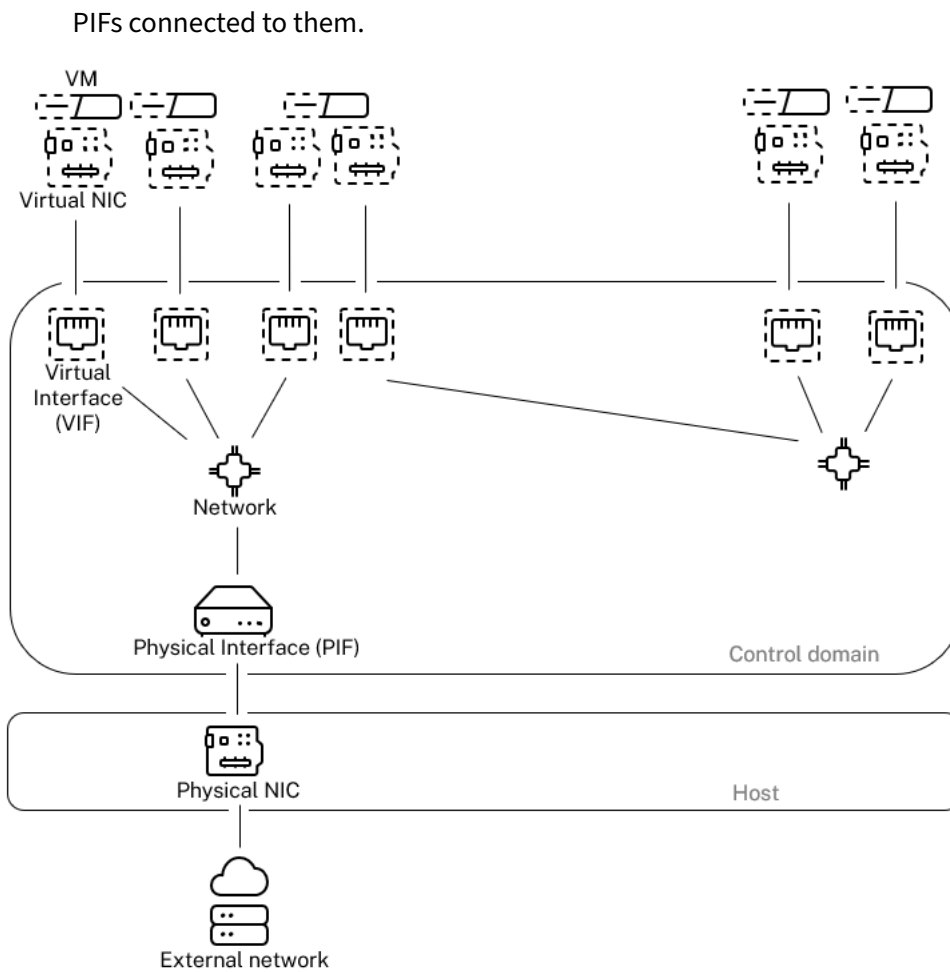 PIFs connected to them.
VM
Virtual NIC
Virtual
Interface
(VIF)
Network
Physical Interface (PIF)
Control domain
Physical NIC
Host
External network